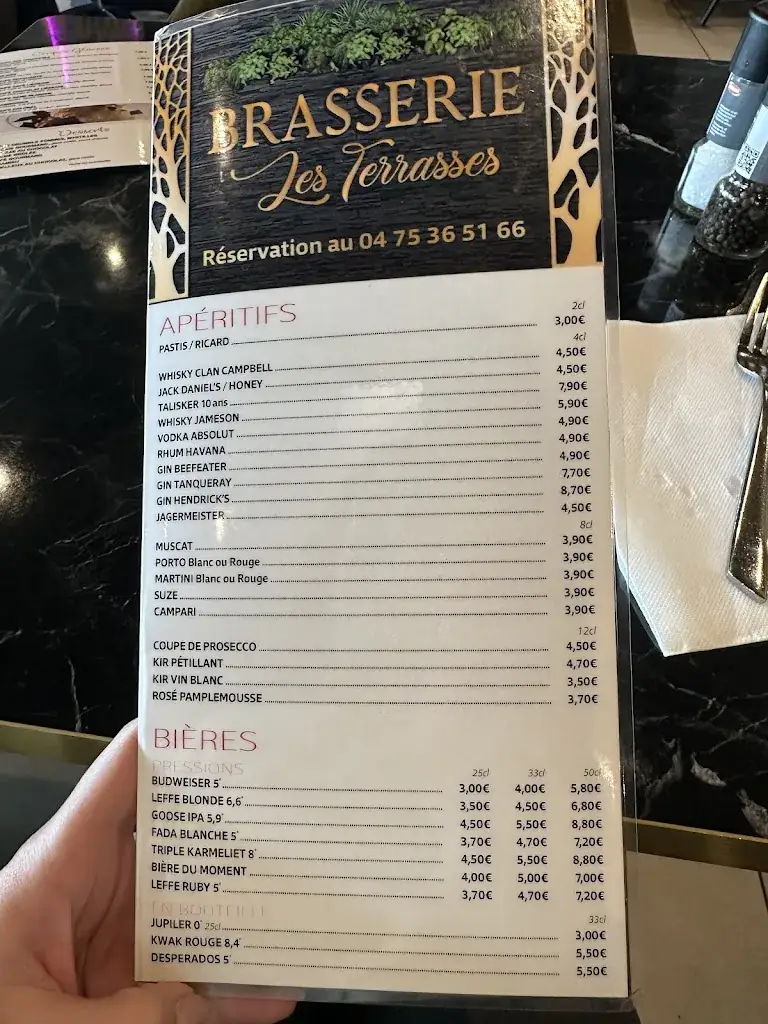 BRASSERIE
Les Terrasses
Réservation au 04 75 36 51 66
APÉRITIFS
2cl
PASTIS / RICARD 3,00€
4cl
WHISKY CLAN CAMPBELL 4,50€
JACK DANIEL'S / HONEY 4,50€
TALISKER 10 ans 7,90€
WHISKY JAMESON 5,90€
VODKA ABSOLUT 4,90€
RHUM HAVANA 4,90€
GIN BEEFEATER 4,90€
GIN TANQUERAY 7,70€
GIN HENDRICK'S 8,70€
JAGERMEISTER 4,50€
8cl
MUSCAT 3,90€
PORTO Blanc ou Rouge 3,90€
MARTINI Blanc ou Rouge 3,90€
SUZE 3,90€
CAMPARI 3,90€
12cl
COUPE DE PROSECCO 4,50€
KIR PÉTILLANT 4,70€
KIR VIN BLANC 3,50€
ROSÉ PAMPLEMOUSSE 3,70€
BIÈRES
PRESSIONS 25cl 33cl 50cl
BUDWEISER 5° 3,00€ 4,00€ 5,80€
LEFFE BLONDE 6,6° 3,50€ 4,50€ 6,80€
GOOSE IPA 5,9° 4,50€ 5,50€ 8,80€
FADA BLANCHE 5° 3,70€ 4,70€ 7,20€
TRIPLE KARMELIET 8° 4,50€ 5,50€ 8,80€
BIÈRE DU MOMENT 4,00€ 5,00€ 7,00€
LEFFE RUBY 5° 3,70€ 4,70€ 7,20€
EN BOUTEILLE 33cl
JUPILER 0° 25cl 3,00€
KWAK ROUGE 8,4° 5,50€
DESPERADOS 5° 5,50€
Desserts